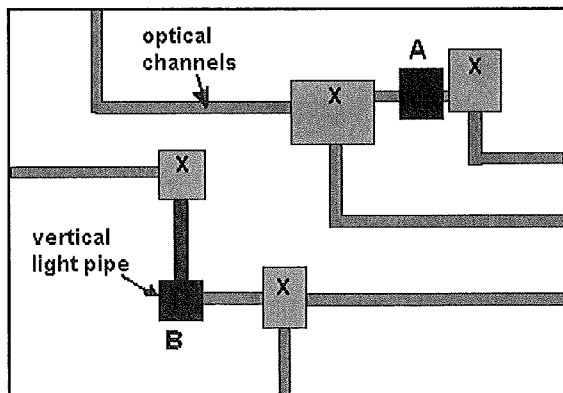 optical
channels
A
X
X
X
vertical
light pipe
X
B